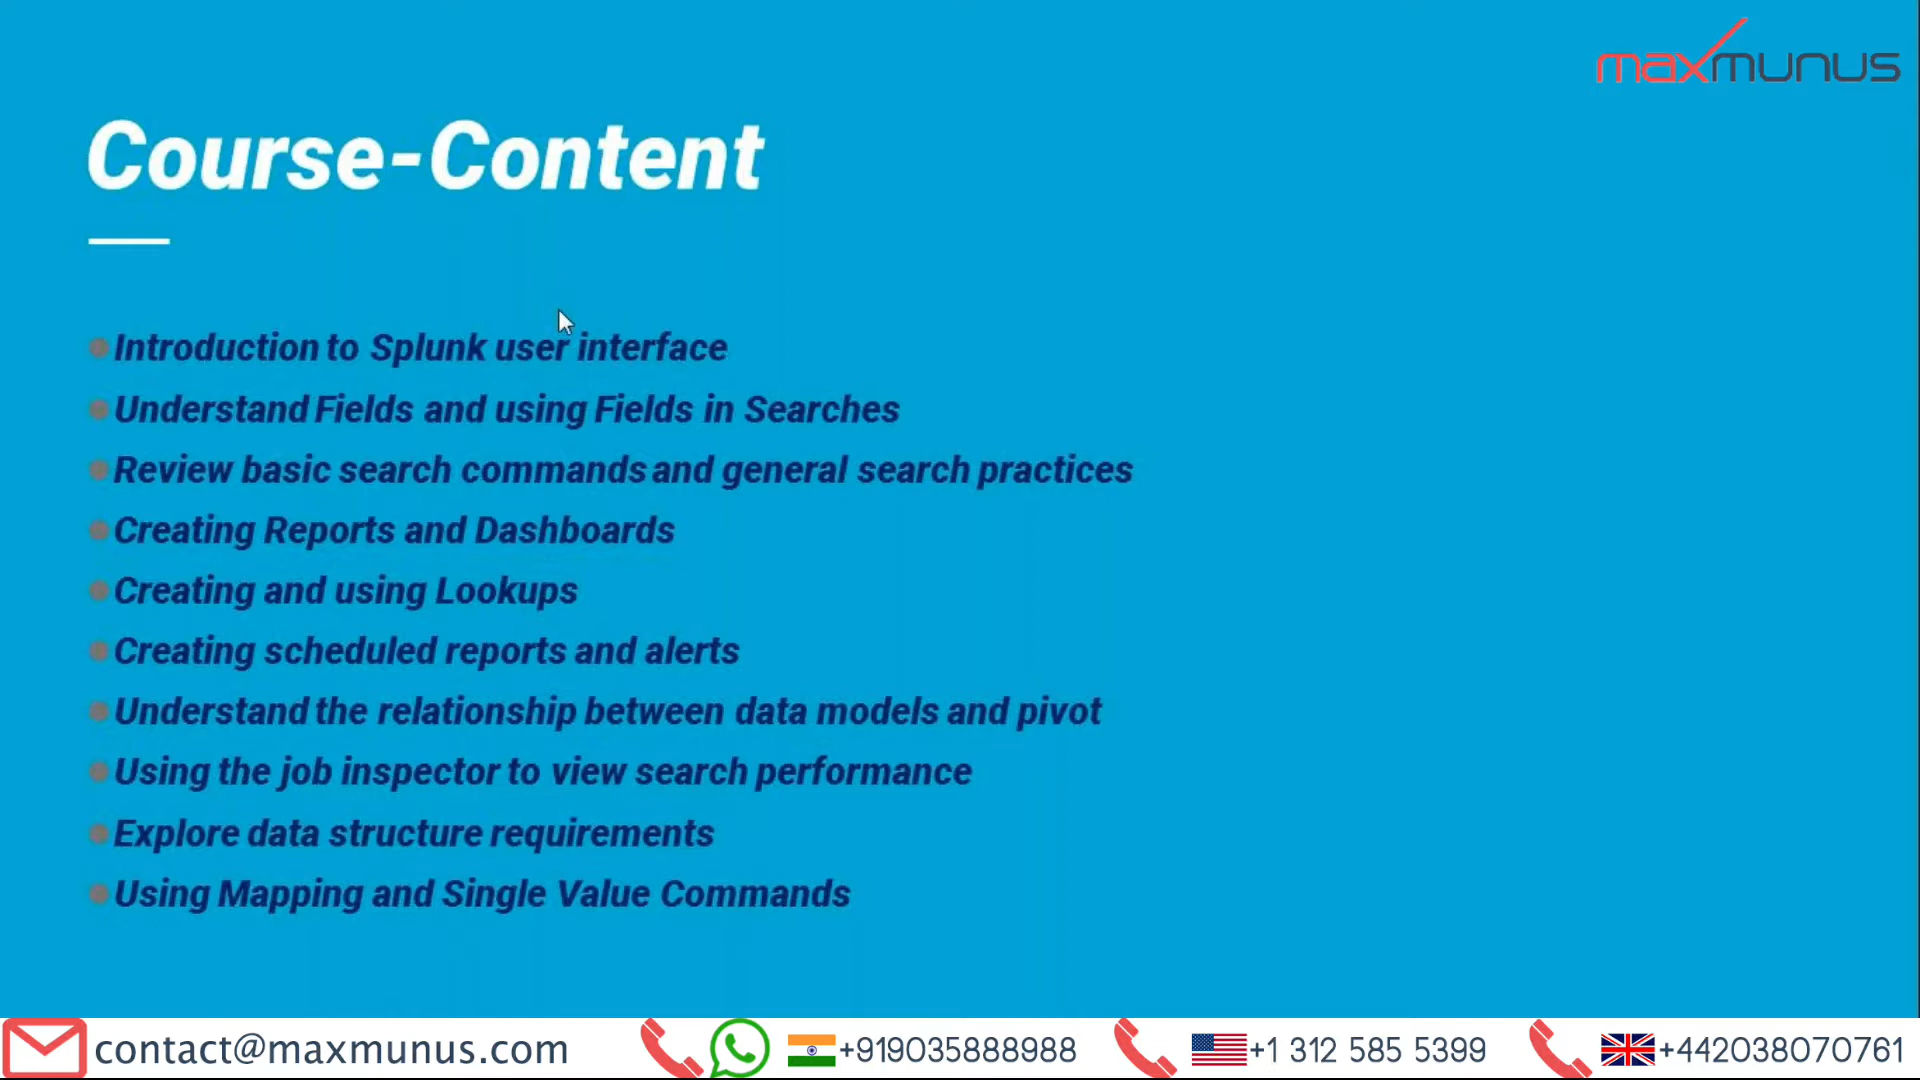 maxmunus
Course-Content
Introduction to Splunk user interface
Understand Fields and using Fields in Searches
Review basic search commands and general search practices
Creating Reports and Dashboards
Creating and using Lookups
Creating scheduled reports and alerts
Understand the relationship between data models and pivot
Using the job inspector to view search performance
Explore data structure requirements
Using Mapping and Single Value Commands
contact@maxmunus.com +919035888988 +1 312 585 5399 +442038070761